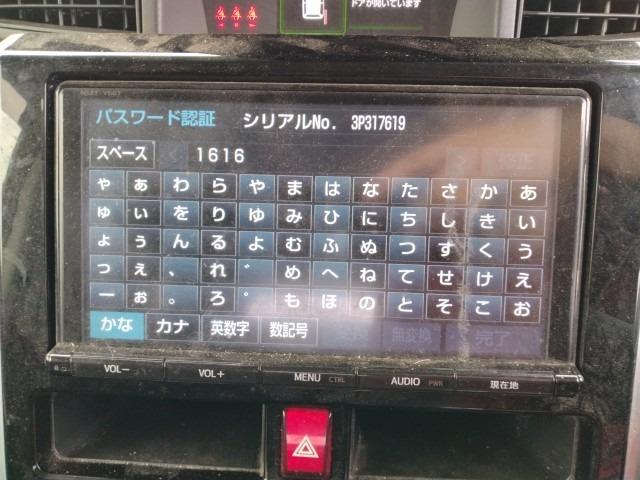 ドアが開いています
パスワード認証 シリアルNo. 3P317619
スペース < 1616 >
ゃ ぁ わ ら や ま は な た さ か あ
ゅ ぃ を り ゆ み ひ に ち し き い
ょ ぅ ん る よ む ふ ぬ つ す く う
っ ぇ 、 れ ゛ め へ ね て せ け え
ー ぉ 。 ろ ゜ も ほ の と そ こ お
かな カナ 英数字 数記号 無変換 完了
VOL− VOL+ MENU CTRL AUDIO PWR 現在地